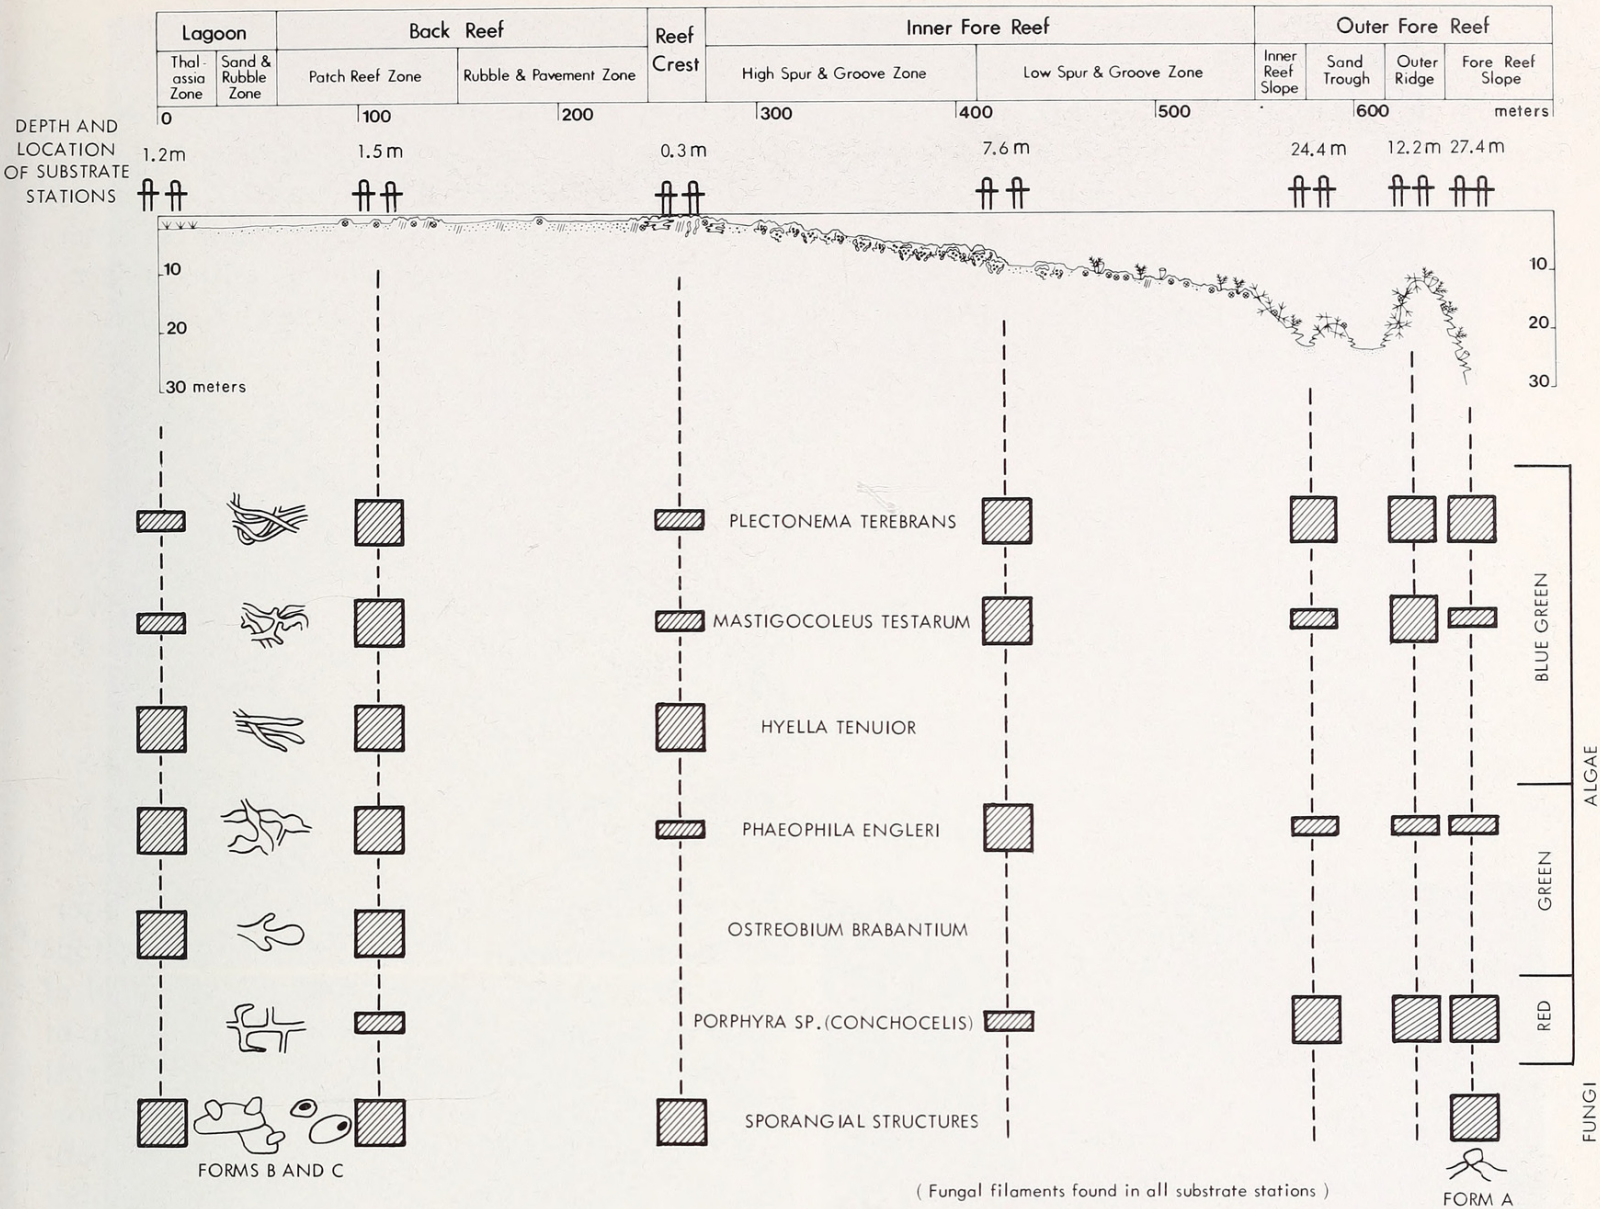 Lagoon
Back Reef
Reef
Crest
Inner Fore Reef
Outer Fore Reef
Thal-
assia
Zone
Sand &
Rubble
Zone
Patch Reef Zone
Rubble & Pavement Zone
High Spur & Groove Zone
Low Spur & Groove Zone
Inner
Reef
Slope
Sand
Trough
Outer
Ridge
Fore Reef
Slope
0 100 200 300 400 500 600 meters
DEPTH AND
LOCATION
OF SUBSTRATE
STATIONS
1.2m 1.5m 0.3m 7.6m 24.4m 12.2m 27.4m
10
20
30 meters
10
20
30
PLECTONEMA TEREBRANS
MASTIGOCOLEUS TESTARUM
HYELLA TENUIOR
PHAEOPHILA ENGLERI
OSTREOBIUM BRABANTIUM
PORPHYRA SP. (CONCHOCELIS)
SPORANGIAL STRUCTURES
BLUE GREEN
GREEN
RED
ALGAE
FUNGI
FORMS B AND C
( Fungal filaments found in all substrate stations )
FORM A